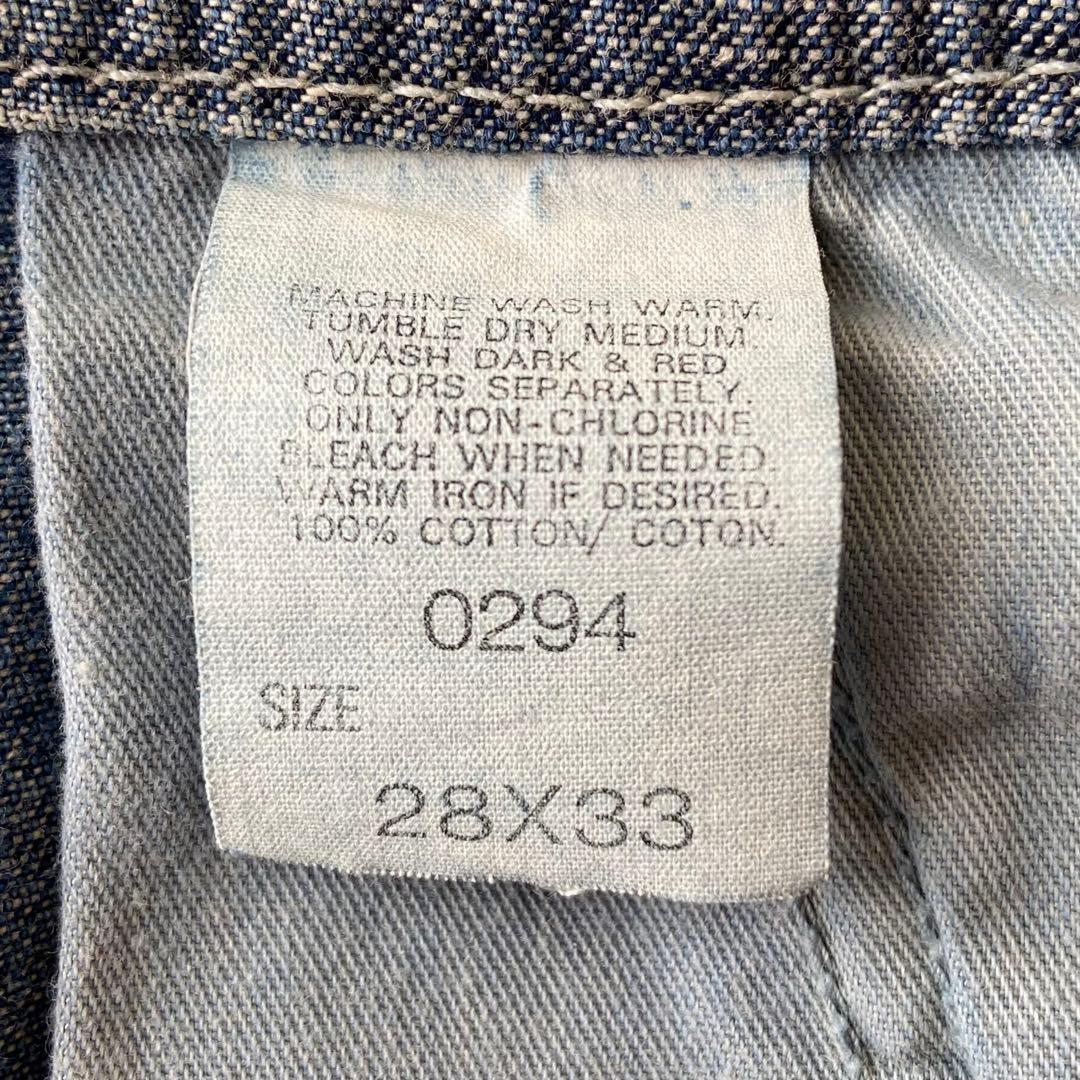 MACHINE WASH WARM.
TUMBLE DRY MEDIUM.
WASH DARK & RED
COLORS SEPARATELY.
ONLY NON-CHLORINE
BLEACH WHEN NEEDED.
WARM IRON IF DESIRED.
100% COTTON/ COTON.
0294
SIZE
28X33